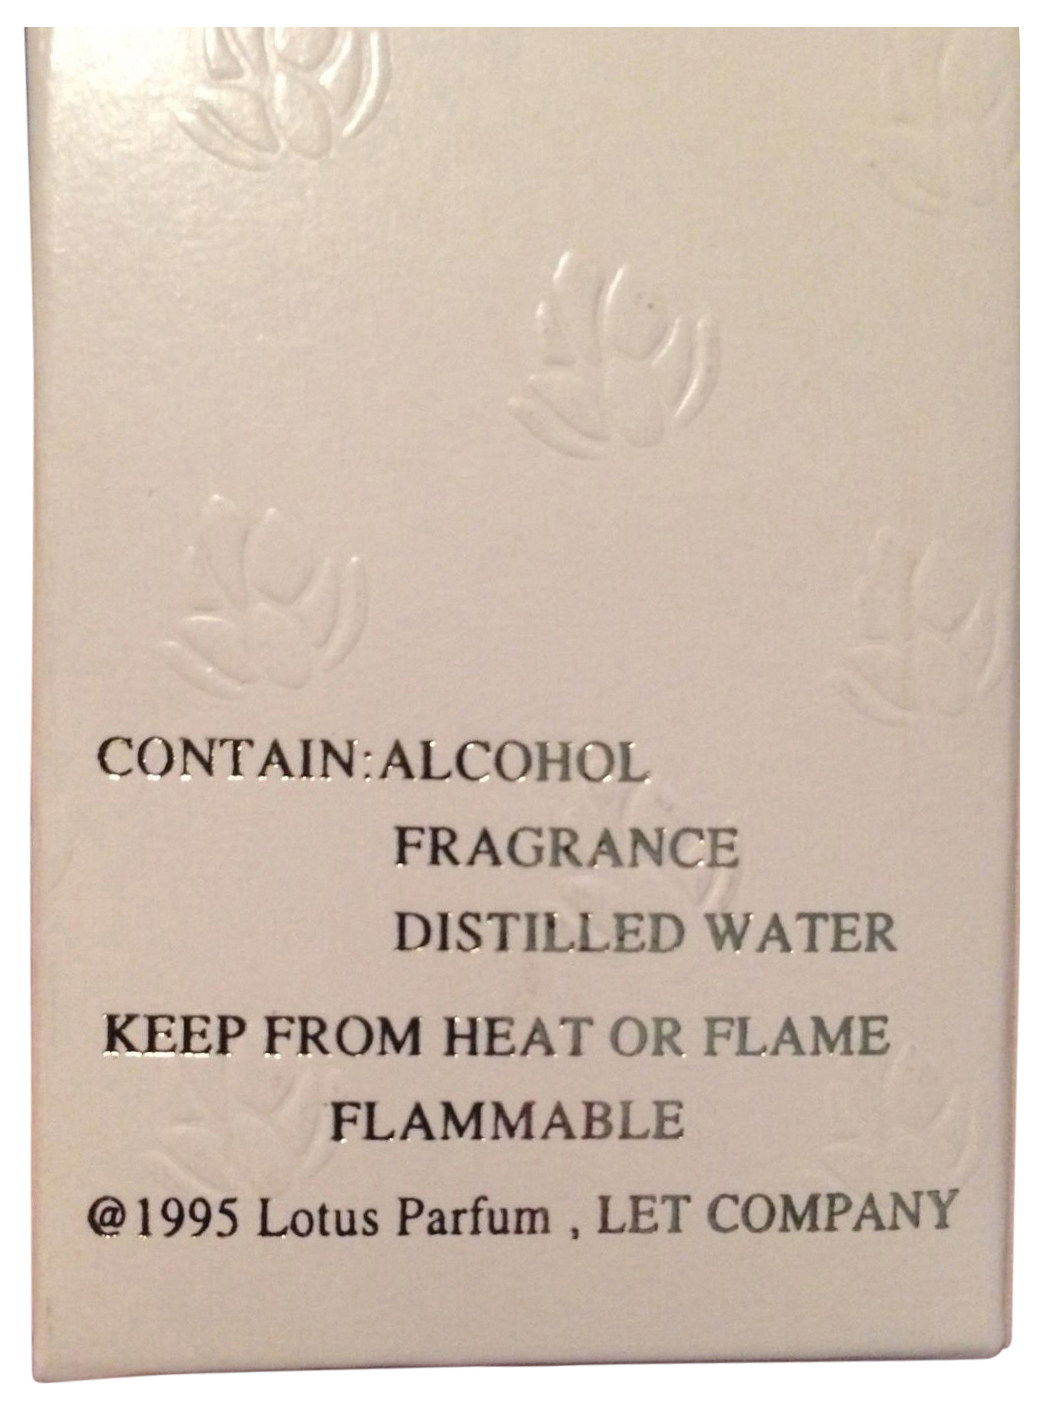 CONTAIN:ALCOHOL
FRAGRANCE
DISTILLED WATER
KEEP FROM HEAT OR FLAME
FLAMMABLE
@1995 Lotus Parfum , LET COMPANY